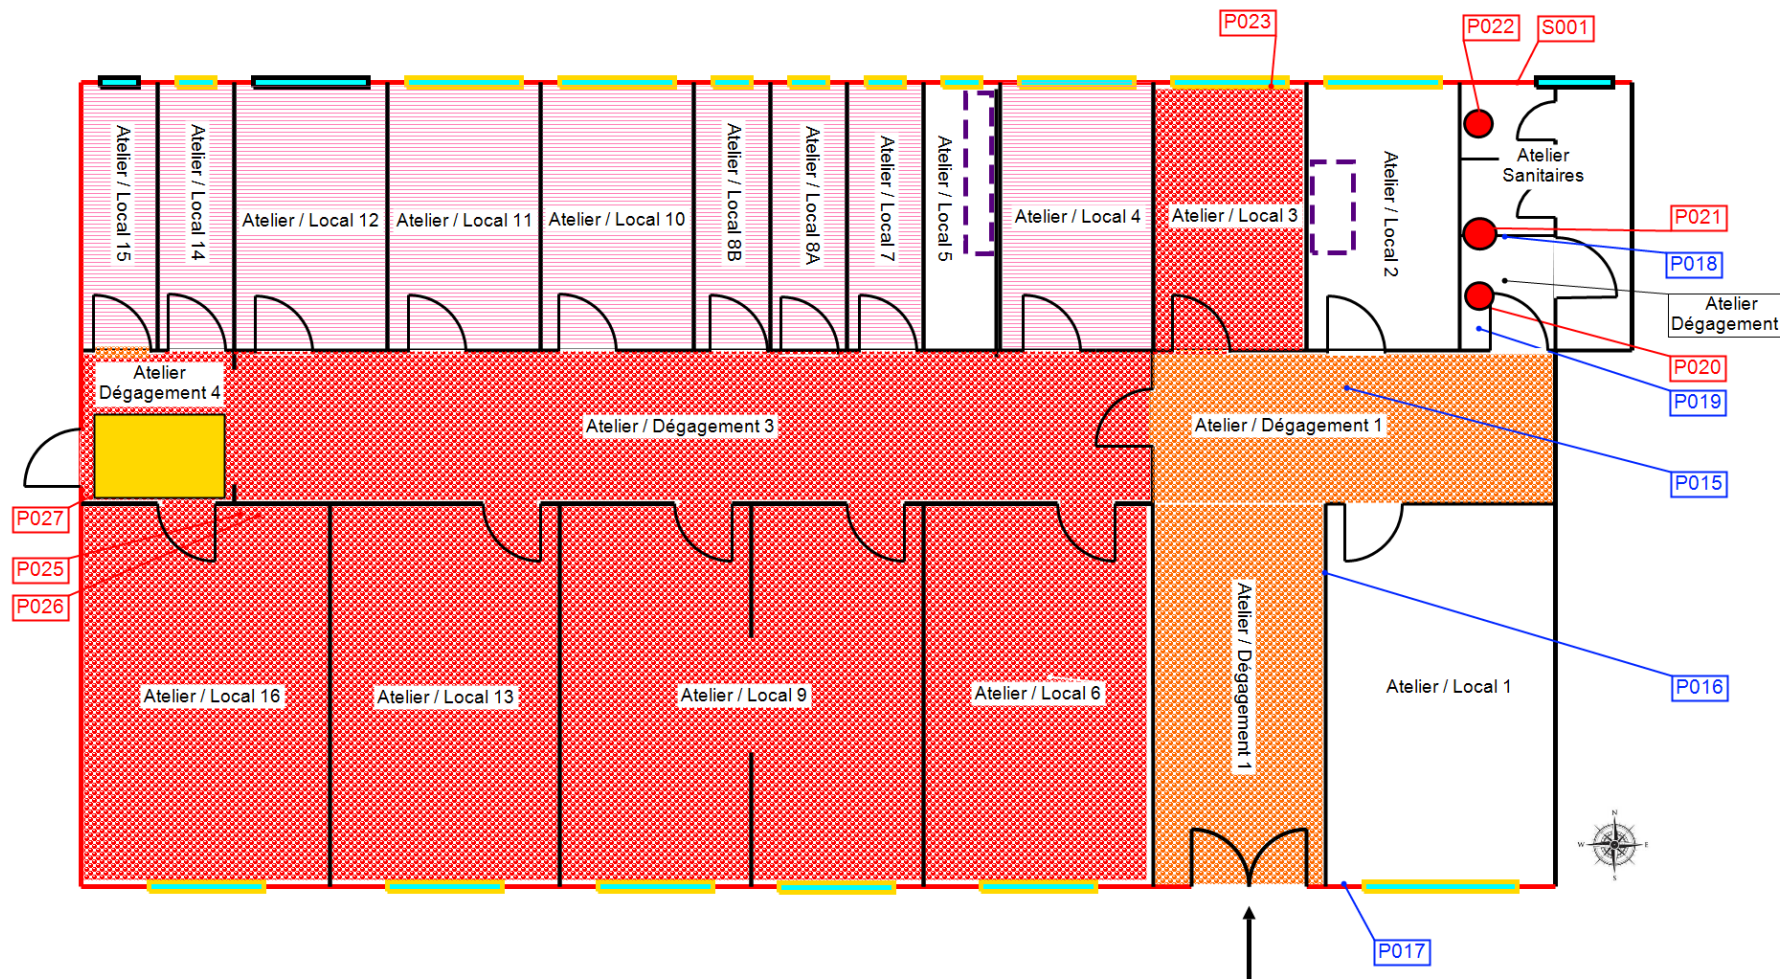 P023
P022
S001
Atelier / Local 15
Atelier / Local 14
Atelier / Local 12
Atelier / Local 11
Atelier / Local 10
Atelier / Local 8B
Atelier / Local 8A
Atelier / Local 7
Atelier / Local 5
Atelier / Local 4
Atelier / Local 3
Atelier / Local 2
Atelier
Sanitaires
P021
P018
Atelier
Dégagement
P020
P019
Atelier
Dégagement 4
Atelier / Dégagement 3
Atelier / Dégagement 1
P015
P027
P025
P026
Atelier / Local 16
Atelier / Local 13
Atelier / Local 9
Atelier / Local 6
Atelier / Dégagement 1
Atelier / Local 1
P016
N
W
E
S
P017